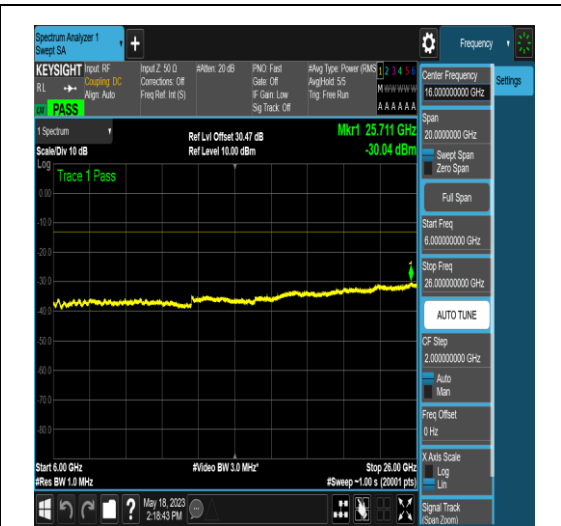 Spectrum Analyzer 1
Swept SA
+
Frequency
KEYSIGHT
Input: RF
Coupling: DC
Align: Auto
RL
PASS
Input Z: 50 Ω
Corrections: Off
Freq Ref: Int (S)
#Atten: 20 dB
PNO: Fast
Gate: Off
IF Gain: Low
Sig Track: Off
#Avg Type: Power (RMS
Avg|Hold: 5/5
Trig: Free Run
1 2 3 4 5 6
M W W W W W
A A A A A A
1 Spectrum
Scale/Div 10 dB
Ref Lvl Offset 30.47 dB
Ref Level 10.00 dBm
Mkr1 25.711 GHz
-30.04 dBm
Log
Trace 1 Pass
0.00
-10.0
-20.0
-30.0
-40.0
-50.0
-60.0
-70.0
-80.0
1
Start 6.00 GHz
#Res BW 1.0 MHz
#Video BW 3.0 MHz*
Stop 26.00 GHz
#Sweep ~1.00 s (20001 pts)
?
May 18, 2023
2:18:43 PM
Center Frequency
16.000000000 GHz
Settings
Span
20.0000000 GHz
Swept Span
Zero Span
Full Span
Start Freq
6.000000000 GHz
Stop Freq
26.000000000 GHz
AUTO TUNE
CF Step
2.000000000 GHz
Auto
Man
Freq Offset
0 Hz
X Axis Scale
Log
Lin
Signal Track
(Span Zoom)